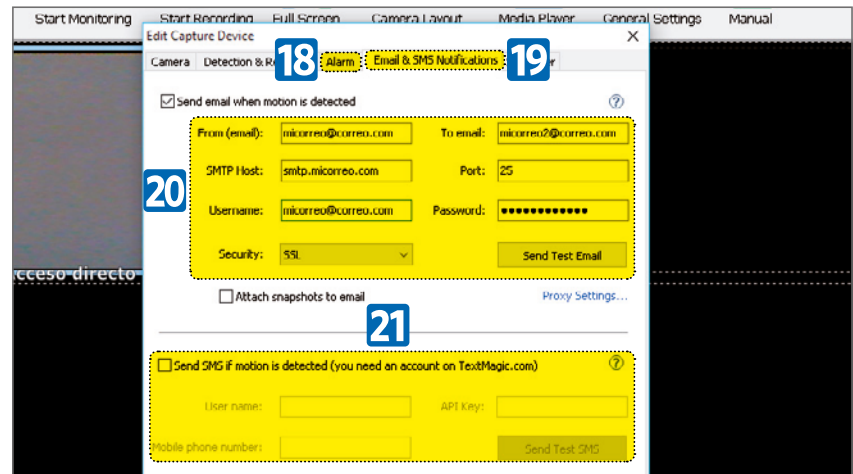 Start Monitoring Start Recording Full Screen Camera Layout Media Player General Settings Manual
Edit Capture Device
Camera Detection & R 18 Alarm Email & SMS Notifications 19 r
Send email when motion is detected
From (email): micorreo@correo.com To email: micorreo2@correo.com
SMTP Host: smtp.micorreo.com Port: 25
20
Username: micorreo@correo.com Password: ••••••••••••
Security: SSL Send Test Email
cceso directo
Attach snapshots to email Proxy Settings...
21
Send SMS if motion is detected (you need an account on TextMagic.com)
User name: API Key:
Mobile phone number: Send Test SMS